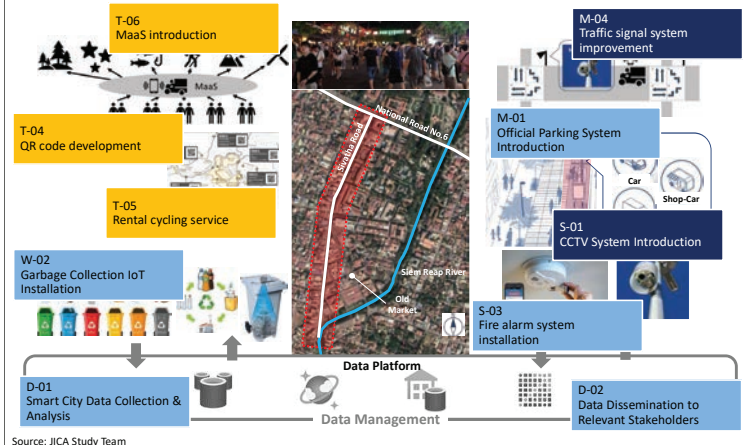 T-06
MaaS introduction
MaaS
T-04
QR code development
T-05
Rental cycling service
W-02
Garbage Collection IoT
Installation
National Road No.6
Sivatha Road
Siem Reap River
Old
Market
M-04
Traffic signal system
improvement
M-01
Official Parking System
Introduction
Car
Shop-Car
S-01
CCTV System Introduction
S-03
Fire alarm system
installation
Data Platform
D-01
Smart City Data Collection &
Analysis
Data Management
D-02
Data Dissemination to
Relevant Stakeholders
Source: JICA Study Team